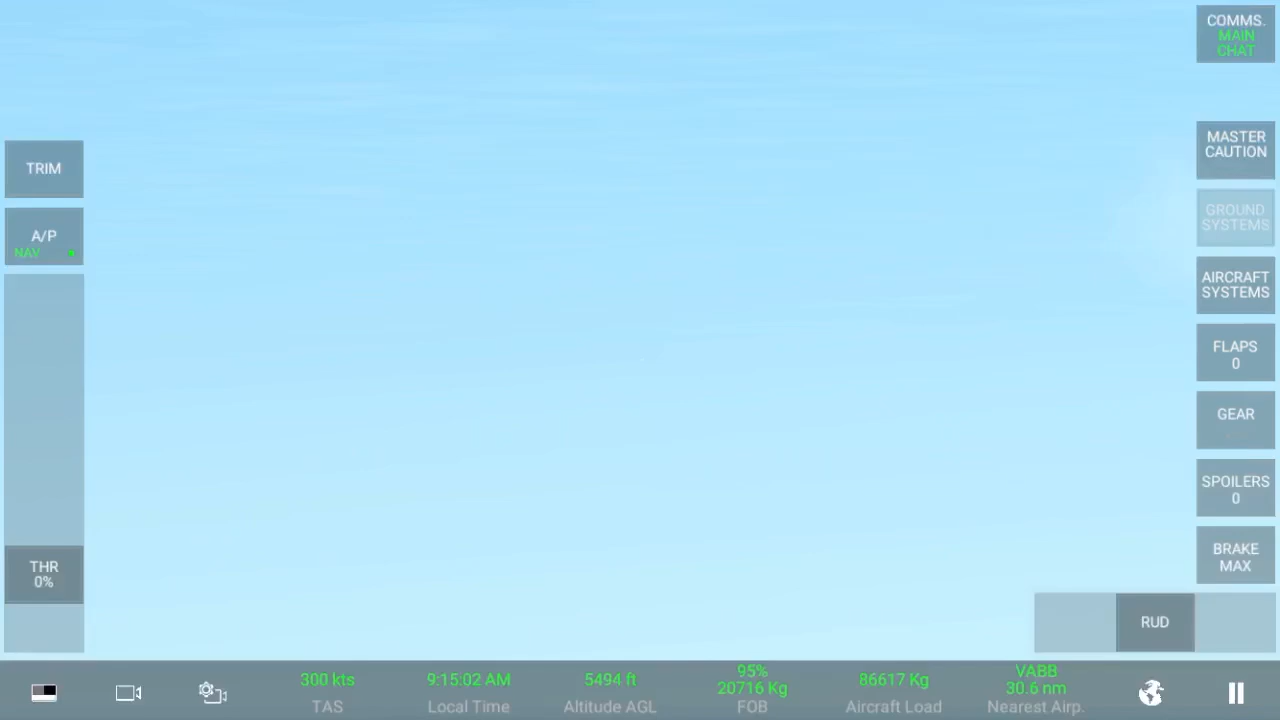 COMMS.
MAIN
CHAT
MASTER
CAUTION
TRIM
GROUND
SYSTEMS
A/P
NAV
AIRCRAFT
SYSTEMS
FLAPS
0
GEAR
SPOILERS
0
THR
0%
BRAKE
MAX
RUD
300 kts
TAS
9:15:02 AM
Local Time
5494 ft
Altitude AGL
95%
20716 Kg
FOB
86617 Kg
Aircraft Load
VABB
30.6 nm
Nearest Airp.